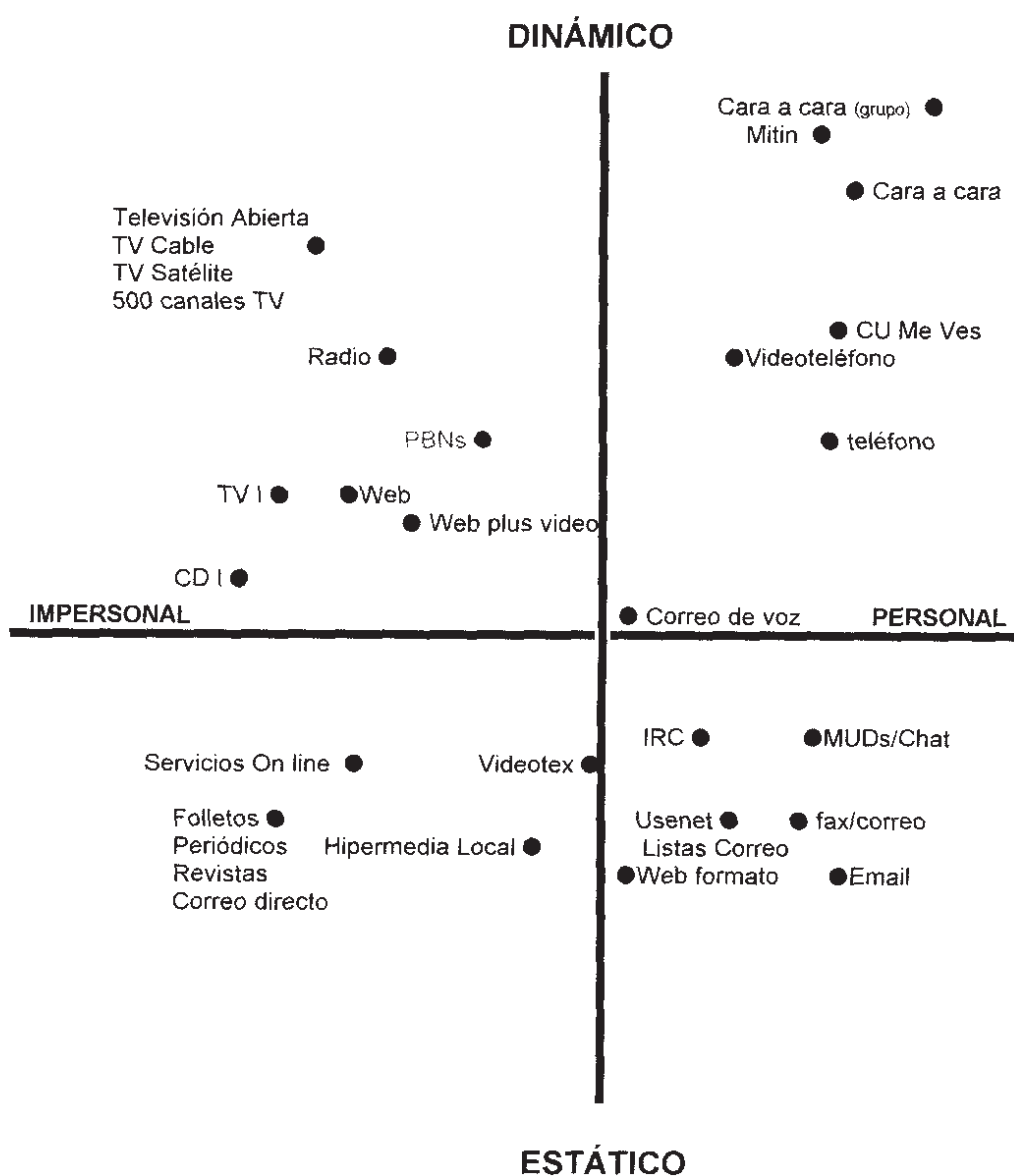 DINÁMICO
Cara a cara (grupo)
Mitin
Cara a cara
Televisión Abierta
TV Cable
TV Satélite
500 canales TV
CU Me Ves
Radio
Videoteléfono
PBNs
teléfono
TV I
Web
Web plus video
CD I
IMPERSONAL
Correo de voz
PERSONAL
IRC
MUDs/Chat
Servicios On line
Videotex
Folletos
Periódicos
Revistas
Correo directo
Hipermedia Local
Usenet
fax/correo
Listas Correo
Web formato
Email
ESTÁTICO